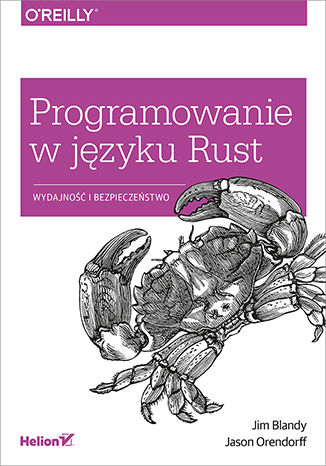 O'REILLY®
Programowanie
w języku Rust
WYDAJNOŚĆ I BEZPIECZEŃSTWO
Jim Blandy
Jason Orendorff
Helion